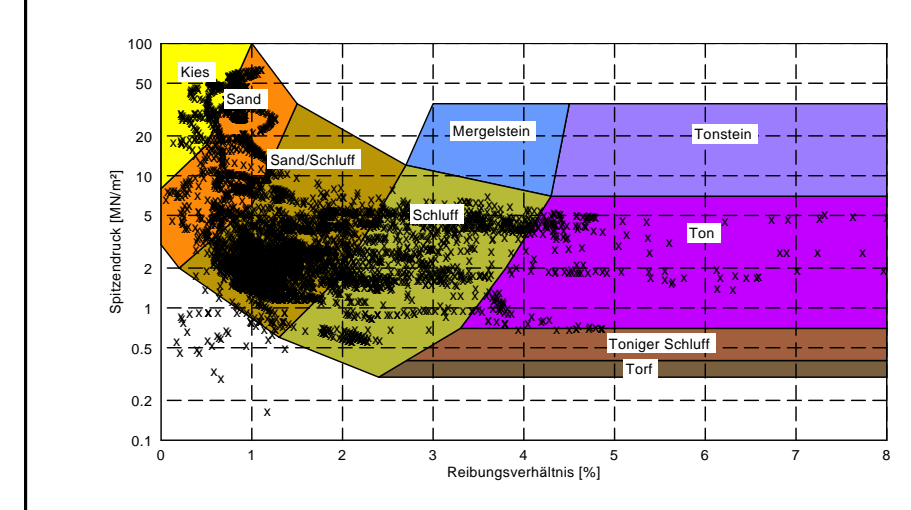 100
50
20
10
5
2
1
0.5
0.2
0.1
Spitzendruck [MN/m²]
Kies
Sand
Sand/Schluff
Mergelstein
Tonstein
Schluff
Ton
Toniger Schluff
Torf
0 1 2 3 4 5 6 7 8
Reibungsverhältnis [%]